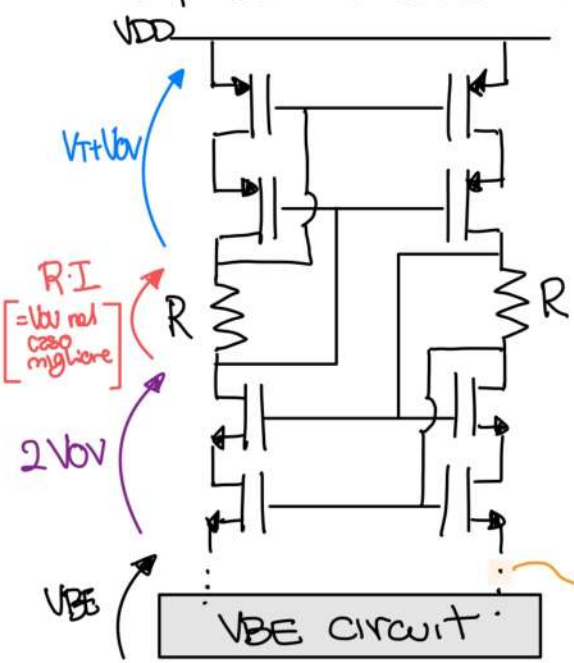 VDD
VT+VOV
R·I
[=VOV nel
caso
migliore]
R
R
2VOV
VBE
VBE circuit